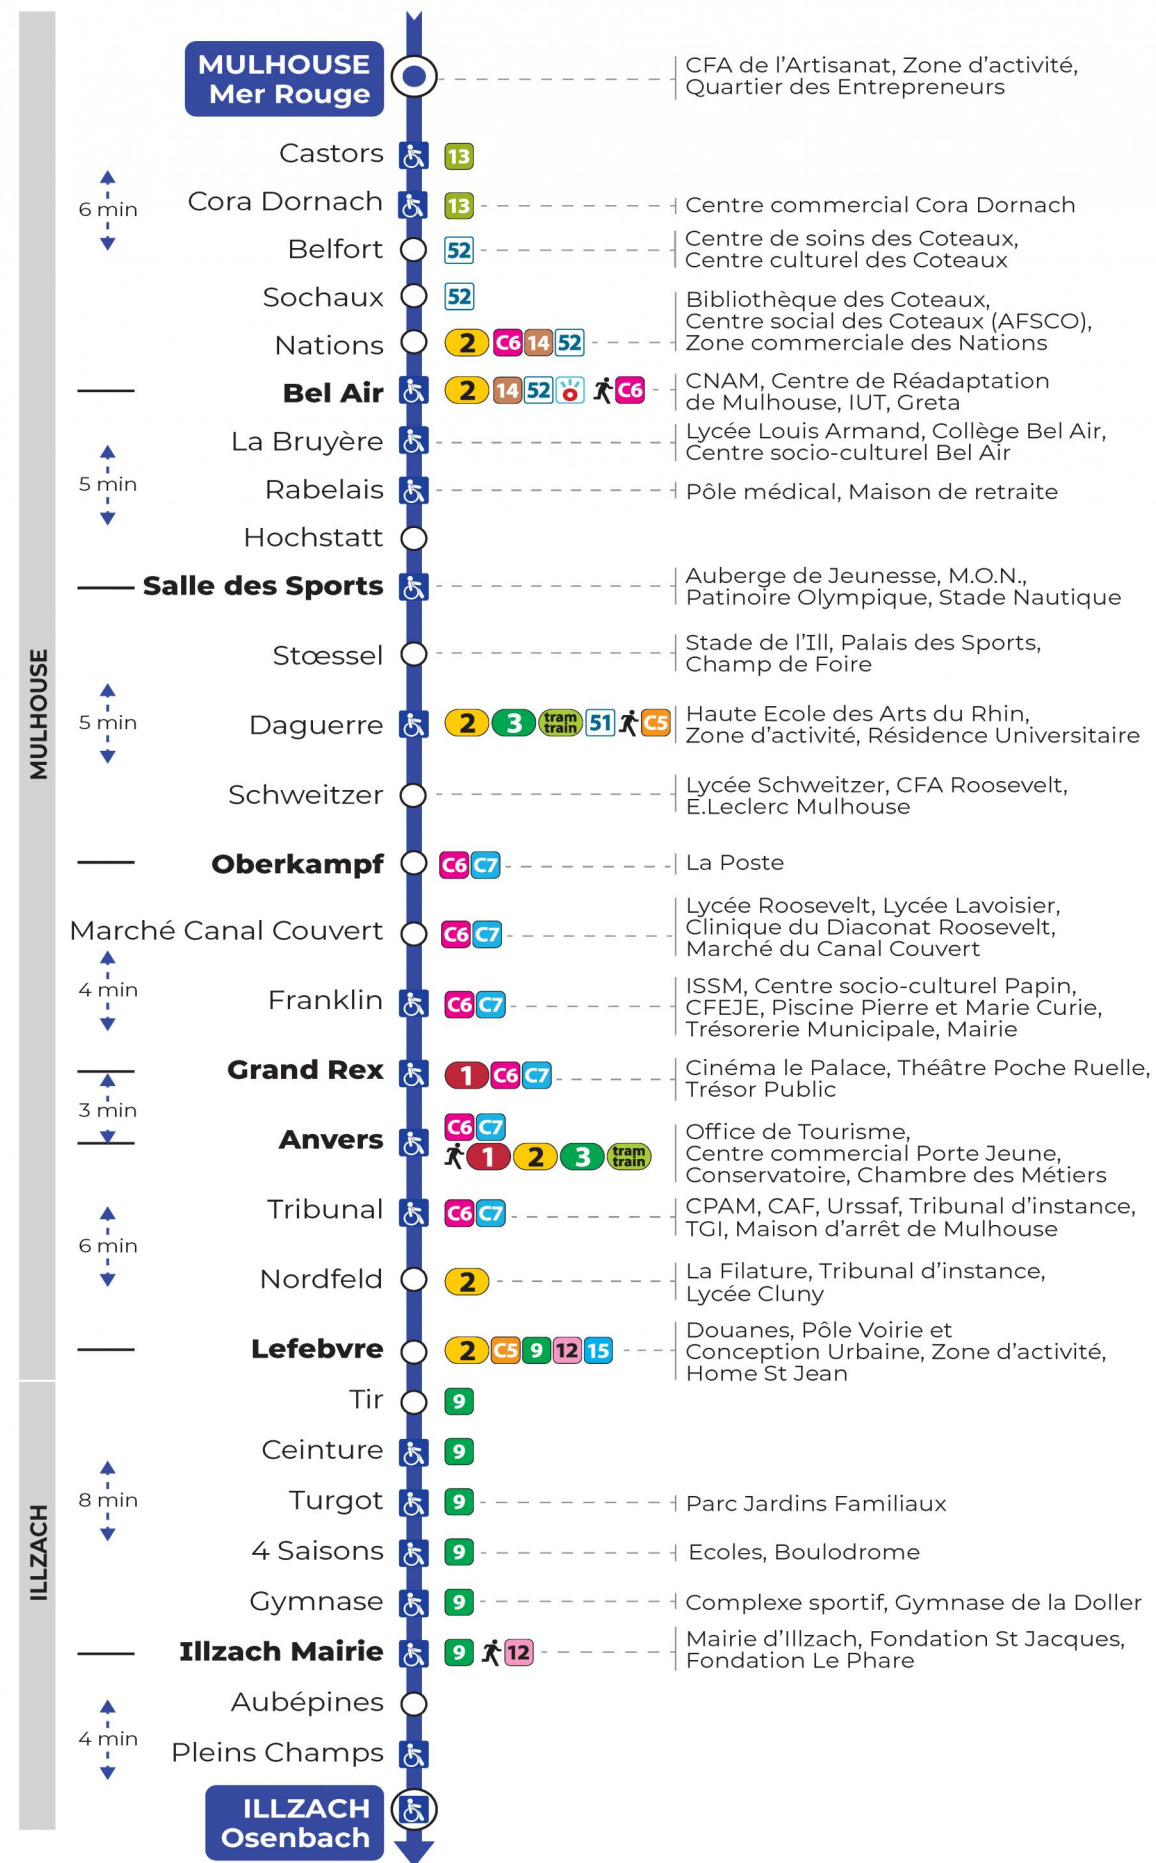 MULHOUSE
Mer Rouge
CFA de l'Artisanat, Zone d'activité,
Quartier des Entrepreneurs
Castors 13
6 min
Cora Dornach 13 Centre commercial Cora Dornach
Belfort 52
Centre de soins des Coteaux,
Centre culturel des Coteaux
Sochaux 52
Nations 2 C6 14 52
Bibliothèque des Coteaux,
Centre social des Coteaux (AFSCO),
Zone commerciale des Nations
Bel Air 2 14 52 C6
CNAM, Centre de Réadaptation
de Mulhouse, IUT, Greta
La Bruyère
Lycée Louis Armand, Collège Bel Air,
Centre socio-culturel Bel Air
5 min
Rabelais Pôle médical, Maison de retraite
Hochstatt
Salle des Sports
Auberge de Jeunesse, M.O.N.,
Patinoire Olympique, Stade Nautique
MULHOUSE
Stœssel
Stade de l'Ill, Palais des Sports,
Champ de Foire
5 min
Daguerre 2 3 tram train 51 C5
Haute Ecole des Arts du Rhin,
Zone d'activité, Résidence Universitaire
Schweitzer
Lycée Schweitzer, CFA Roosevelt,
E.Leclerc Mulhouse
Oberkampf C6 C7 La Poste
Marché Canal Couvert C6 C7
Lycée Roosevelt, Lycée Lavoisier,
Clinique du Diaconat Roosevelt,
Marché du Canal Couvert
4 min
Franklin C6 C7
ISSM, Centre socio-culturel Papin,
CFEJE, Piscine Pierre et Marie Curie,
Trésorerie Municipale, Mairie
Grand Rex 1 C6 C7
Cinéma le Palace, Théâtre Poche Ruelle,
Trésor Public
3 min
Anvers C6 C7
1 2 3 tram train
Office de Tourisme,
Centre commercial Porte Jeune,
Conservatoire, Chambre des Métiers
Tribunal C6 C7
CPAM, CAF, Urssaf, Tribunal d'instance,
TGI, Maison d'arrêt de Mulhouse
6 min
Nordfeld 2
La Filature, Tribunal d'instance,
Lycée Cluny
Lefebvre 2 C5 9 12 15
Douanes, Pôle Voirie et
Conception Urbaine, Zone d'activité,
Home St Jean
Tir 9
Ceinture 9
8 min
Turgot 9 Parc Jardins Familiaux
ILLZACH
4 Saisons 9 Ecoles, Boulodrome
Gymnase 9 Complexe sportif, Gymnase de la Doller
Illzach Mairie 9 12
Mairie d'Illzach, Fondation St Jacques,
Fondation Le Phare
Aubépines
4 min
Pleins Champs
ILLZACH
Osenbach